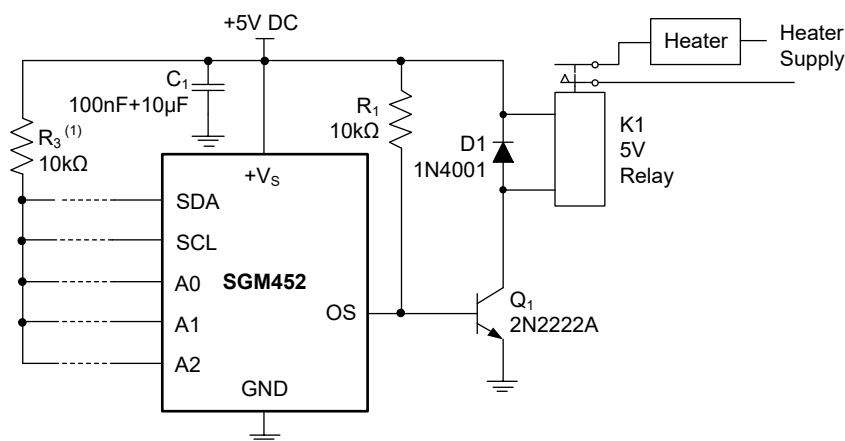 +5V DC
Heater
Heater
Supply
C1
100nF+10µF
R3 (1)
10kΩ
R1
10kΩ
D1
1N4001
K1
5V
Relay
+VS
SDA
SCL
A0
A1
A2
SGM452
OS
GND
Q1
2N2222A